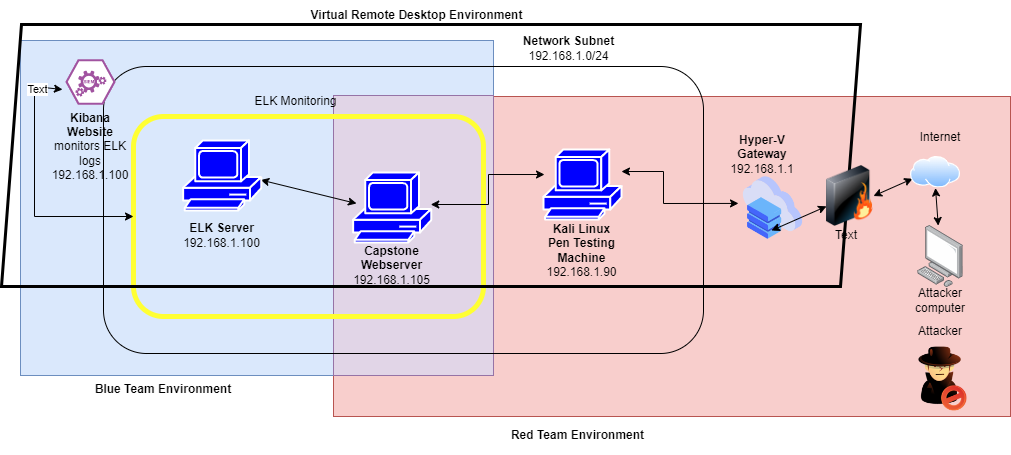 Virtual Remote Desktop Environment
Network Subnet
192.168.1.0/24
Text
Kibana
Website
monitors ELK
logs
192.168.1.100
ELK Monitoring
ELK Server
192.168.1.100
Capstone
Webserver
192.168.1.105
Kali Linux
Pen Testing
Machine
192.168.1.90
Hyper-V
Gateway
192.168.1.1
Text
Internet
Attacker
computer
Attacker
Blue Team Environment
Red Team Environment